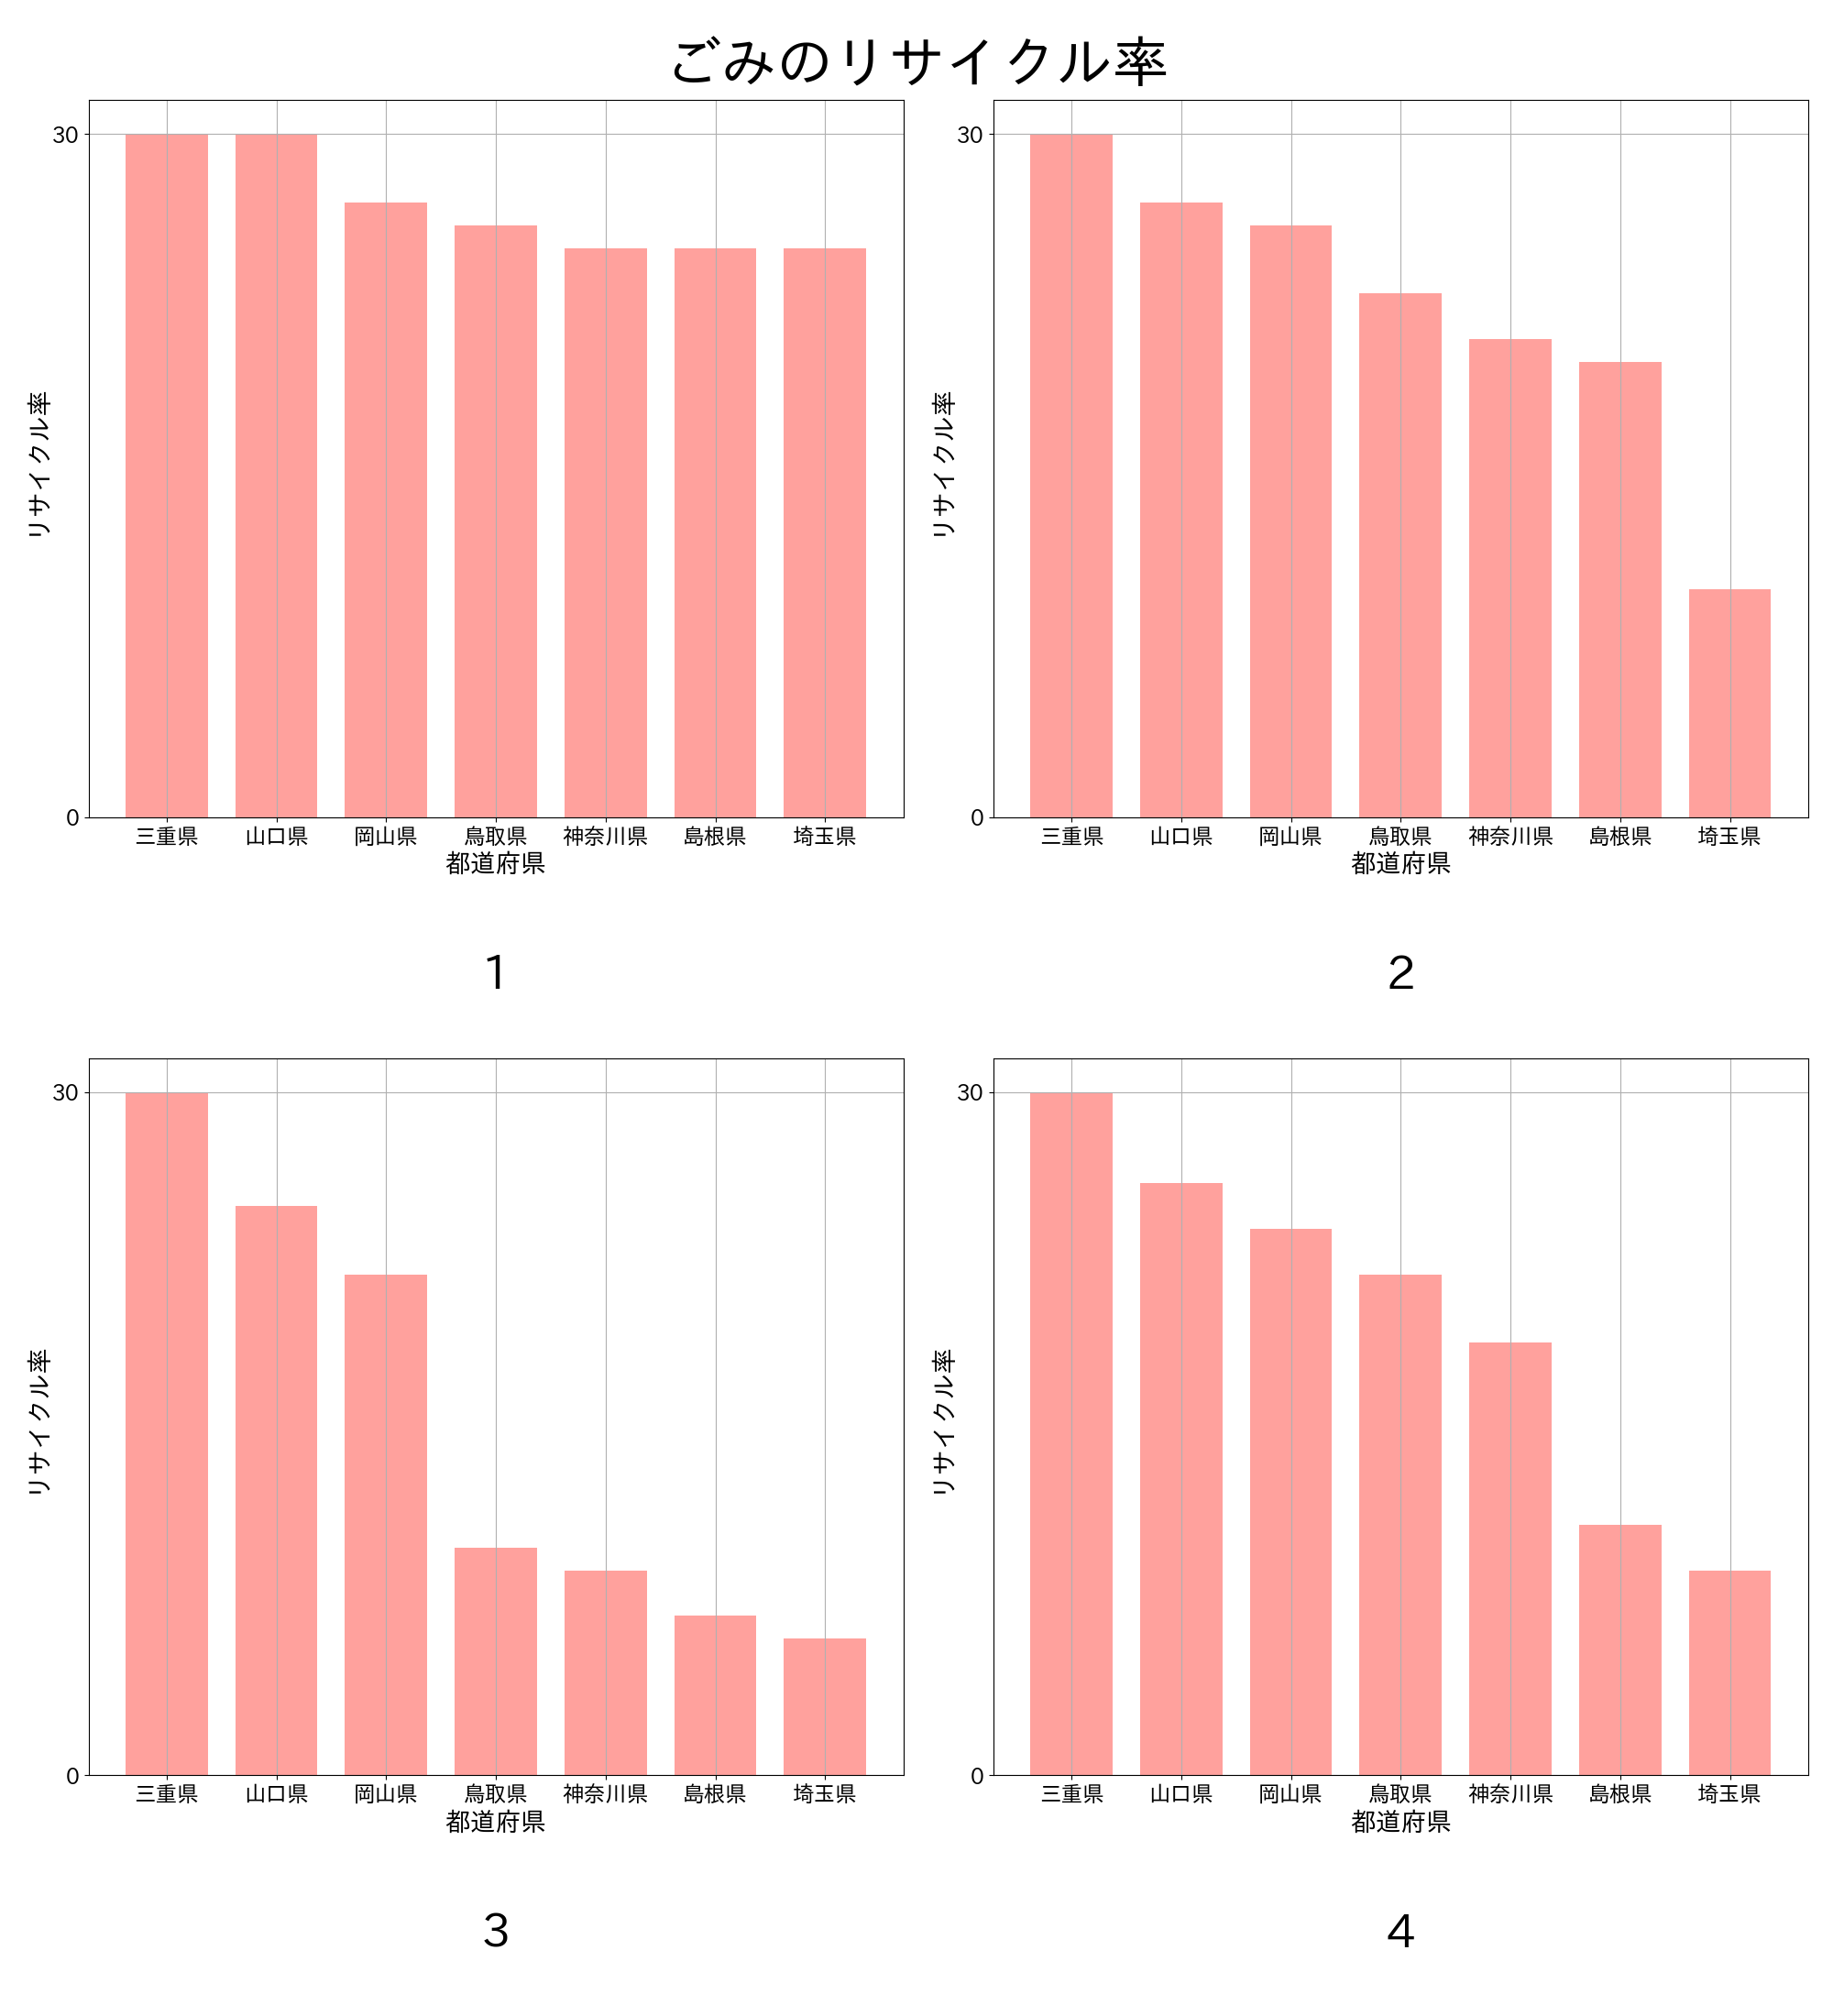 ごみのリサイクル率
30
0
リサイクル率
三重県 山口県 岡山県 鳥取県 神奈川県 島根県 埼玉県
都道府県
1
30
0
リサイクル率
三重県 山口県 岡山県 鳥取県 神奈川県 島根県 埼玉県
都道府県
2
30
0
リサイクル率
三重県 山口県 岡山県 鳥取県 神奈川県 島根県 埼玉県
都道府県
3
30
0
リサイクル率
三重県 山口県 岡山県 鳥取県 神奈川県 島根県 埼玉県
都道府県
4